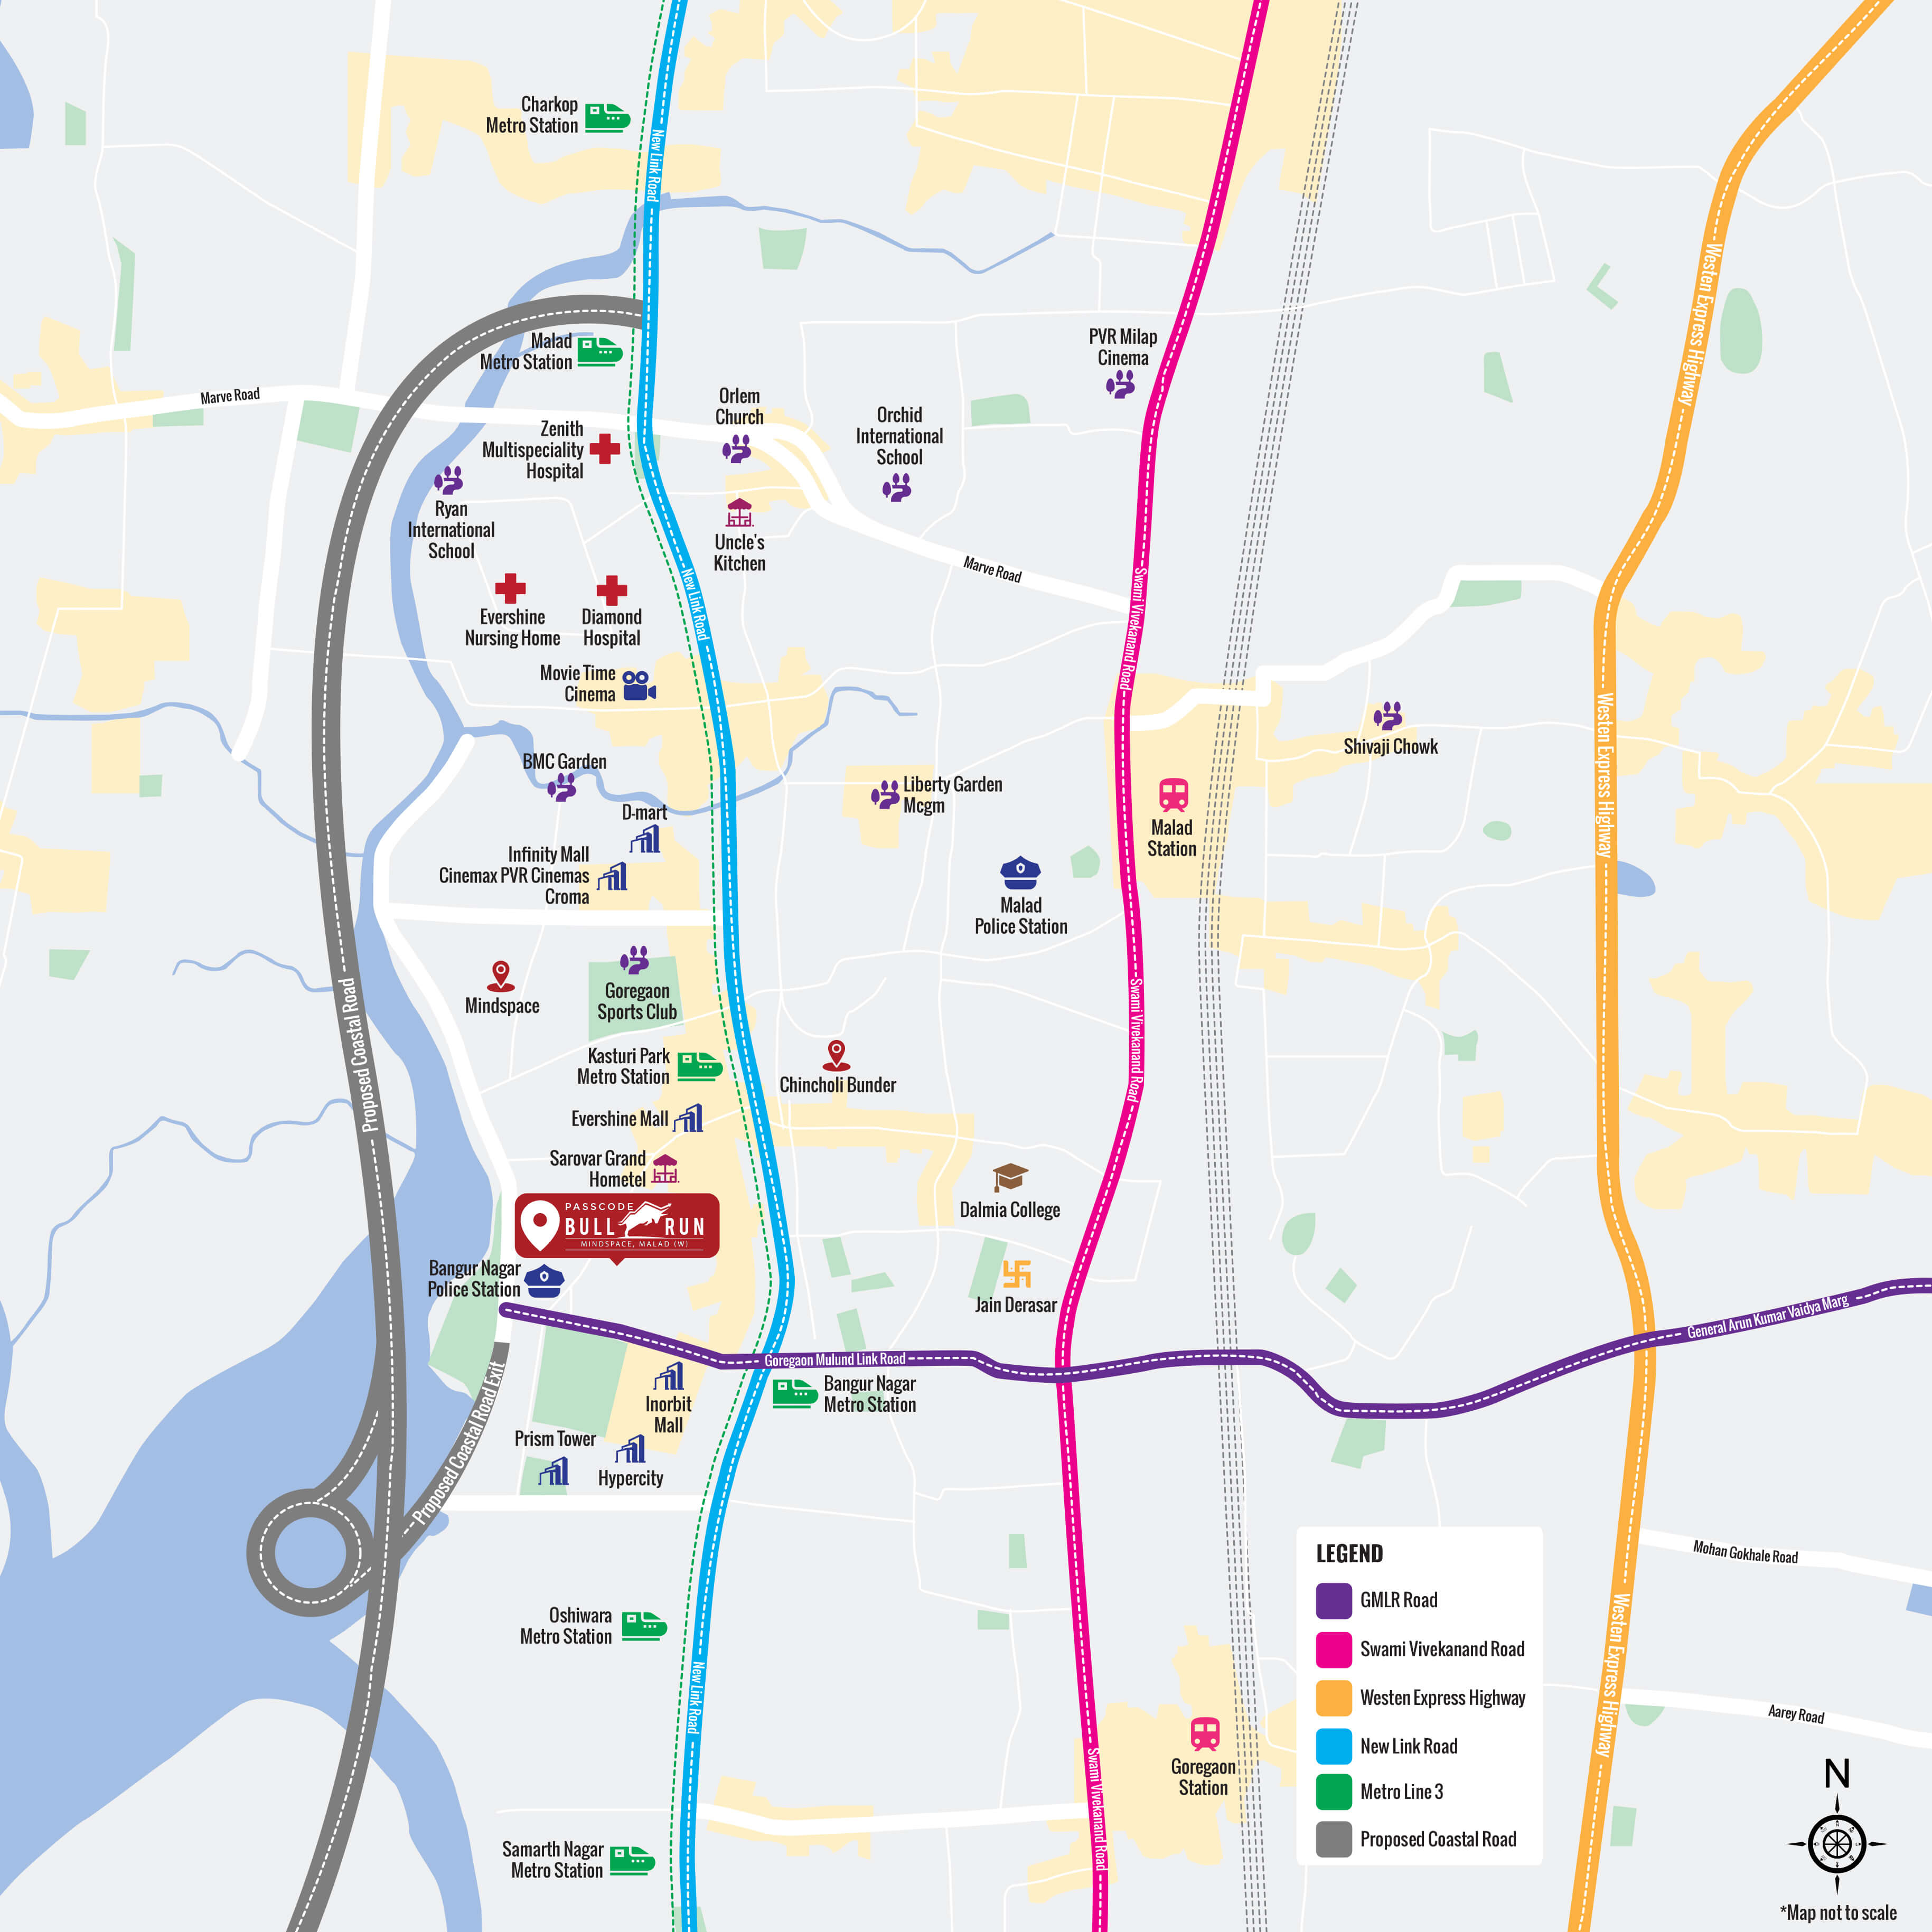 Charkop
Metro Station
New Link Road
Westen Express Highway
Malad
Metro Station
PVR Milap
Cinema
Marve Road
Orlem
Church
Orchid
International
School
Zenith
Multispeciality
Hospital
Ryan
International
School
Uncle's
Kitchen
Marve Road
New Link Road
Swami Vivekanand Road
Evershine
Nursing Home
Diamond
Hospital
Movie Time
Cinema
Shivaji Chowk
Westen Express Highway
BMC Garden
Liberty Garden
Mcgm
D-mart
Malad
Station
Infinity Mall
Cinemax PVR Cinemas
Croma
Malad
Police Station
Mindspace
Goregaon
Sports Club
Proposed Coastal Road
Swami Vivekanand Road
Kasturi Park
Metro Station
Chincholi Bunder
Evershine Mall
Sarovar Grand
Hometel
Dalmia College
PASSCODE
BULL RUN
MINDSPACE, MALAD (W)
Bangur Nagar
Police Station
Jain Derasar
General Arun Kumar Vaidya Marg
Goregaon Mulund Link Road
Proposed Coastal Road Exit
Inorbit
Mall
Bangur Nagar
Metro Station
Prism Tower
Hypercity
Oshiwara
Metro Station
New Link Road
Mohan Gokhale Road
Westen Express Highway
Aarey Road
Goregaon
Station
Swami Vivekanand Road
Samarth Nagar
Metro Station
LEGEND
GMLR Road
Swami Vivekanand Road
Westen Express Highway
New Link Road
Metro Line 3
Proposed Coastal Road
N
*Map not to scale